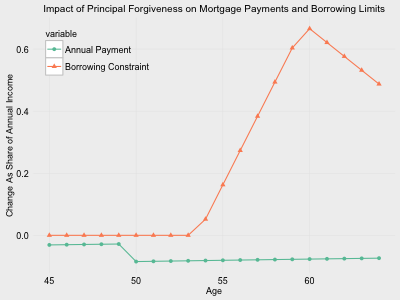 Impact of Principal Forgiveness on Mortgage Payments and Borrowing Limits
variable
Annual Payment
Borrowing Constraint
Change As Share of Annual Income
0.6
0.4
0.2
0.0
45
50
55
60
Age